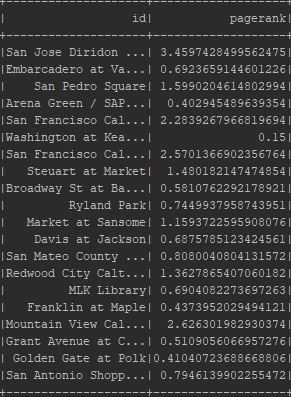 +--------------------+-------------------+
|                  id|           pagerank|
+--------------------+-------------------+
|San Jose Diridon ...| 3.4597428499562475|
|Embarcadero at Va...| 0.6923659144601226|
|    San Pedro Square| 1.5990204614802994|
|Arena Green / SAP...|  0.402945489639354|
|San Francisco Cal...| 2.2839267966819694|
|Washington at Kea...|               0.15|
|San Francisco Cal...| 2.5701366902356764|
|   Steuart at Market|  1.480182147474854|
|Broadway St at Ba...| 0.5810762292178921|
|         Ryland Park| 0.7449937958743951|
|   Market at Sansome| 1.1593722595908076|
|    Davis at Jackson| 0.6875785123424561|
|San Mateo County ...| 0.8080040804131572|
|Redwood City Calt...| 1.3627865407060182|
|         MLK Library| 0.6904082273697263|
|   Franklin at Maple| 0.4373952029494121|
|Mountain View Cal...|  2.626301982930374|
|Grant Avenue at C...| 0.5109056066957276|
| Golden Gate at Polk|0.41040723688668806|
|San Antonio Shopp...| 0.7946139902255472|
+--------------------+-------------------+